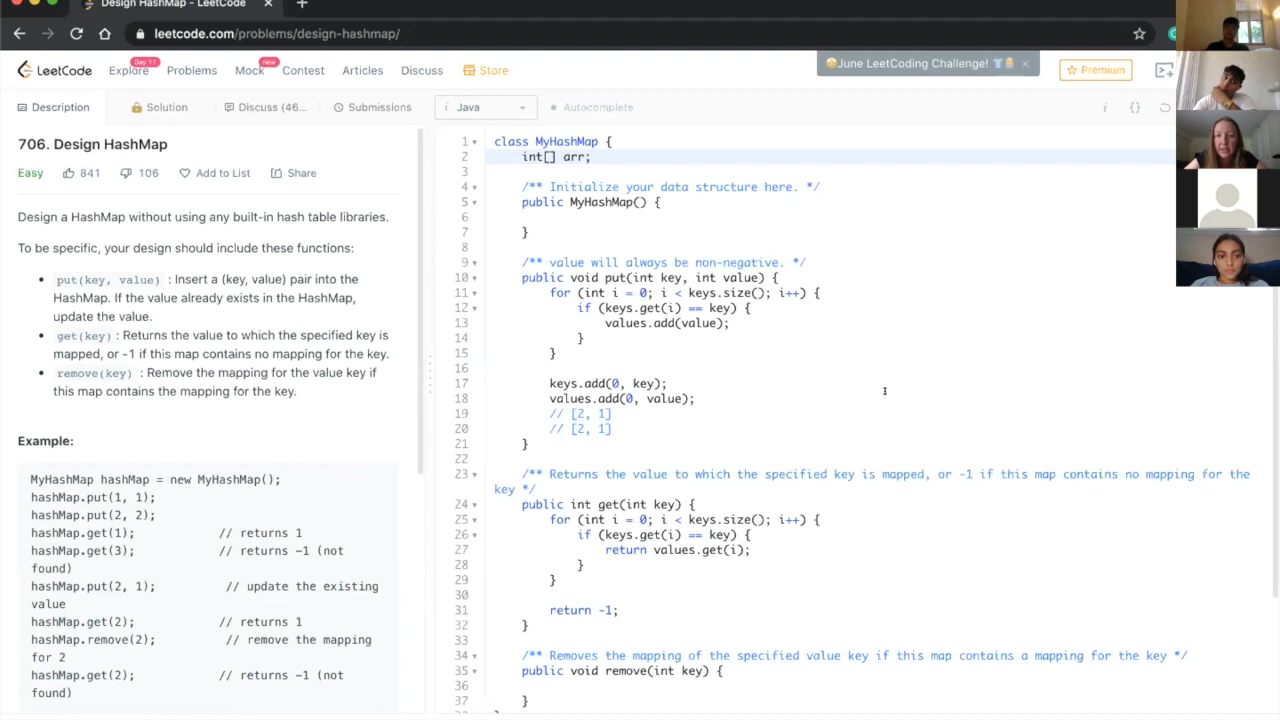 Design HashMap - LeetCode
leetcode.com/problems/design-hashmap/
LeetCode
Explore
Day 11
Problems
Mock
new
Contest
Articles
Discuss
Store
June LeetCoding Challenge!
Premium
Description
Solution
Discuss (46...
Submissions
i Java
Autocomplete
706. Design HashMap
Easy
841
106
Add to List
Share
Design a HashMap without using any built-in hash table libraries.
To be specific, your design should include these functions:
put(key, value) : Insert a (key, value) pair into the
HashMap. If the value already exists in the HashMap,
update the value.
get(key) : Returns the value to which the specified key is
mapped, or -1 if this map contains no mapping for the key.
remove(key) : Remove the mapping for the value key if
this map contains the mapping for the key.
Example:
MyHashMap hashMap = new MyHashMap();
hashMap.put(1, 1);
hashMap.put(2, 2);
hashMap.get(1); // returns 1
hashMap.get(3); // returns -1 (not
found)
hashMap.put(2, 1); // update the existing
value
hashMap.get(2); // returns 1
hashMap.remove(2); // remove the mapping
for 2
hashMap.get(2); // returns -1 (not
found)
1 class MyHashMap {
2 int[] arr;
3
4 /** Initialize your data structure here. */
5 public MyHashMap() {
6
7 }
8
9 /** value will always be non-negative. */
10 public void put(int key, int value) {
11 for (int i = 0; i < keys.size(); i++) {
12 if (keys.get(i) == key) {
13 values.add(value);
14 }
15 }
16
17 keys.add(0, key);
18 values.add(0, value);
19 // [2, 1]
20 // [2, 1]
21 }
22
23 /** Returns the value to which the specified key is mapped, or -1 if this map contains no mapping for the
key */
24 public int get(int key) {
25 for (int i = 0; i < keys.size(); i++) {
26 if (keys.get(i) == key) {
27 return values.get(i);
28 }
29 }
30
31 return -1;
32 }
33
34 /** Removes the mapping of the specified value key if this map contains a mapping for the key */
35 public void remove(int key) {
36
37 }